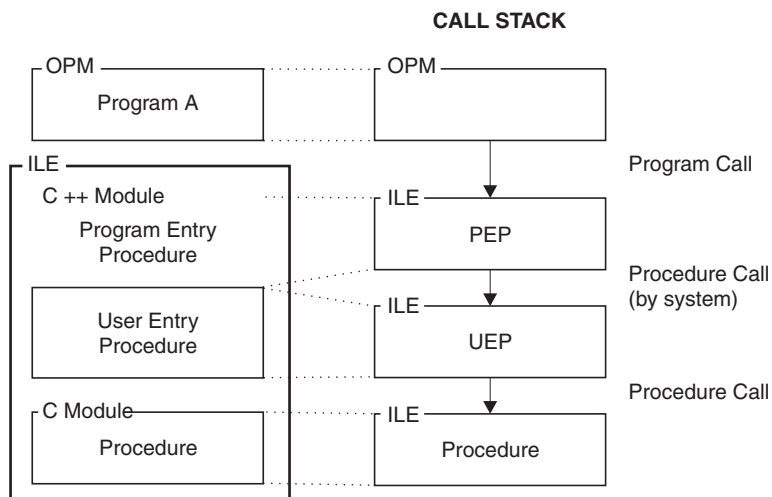 CALL STACK
OPM
Program A
OPM
Program Call
ILE
C ++ Module
Program Entry
Procedure
ILE
PEP
Procedure Call
(by system)
User Entry
Procedure
ILE
UEP
Procedure Call
C Module
Procedure
ILE
Procedure